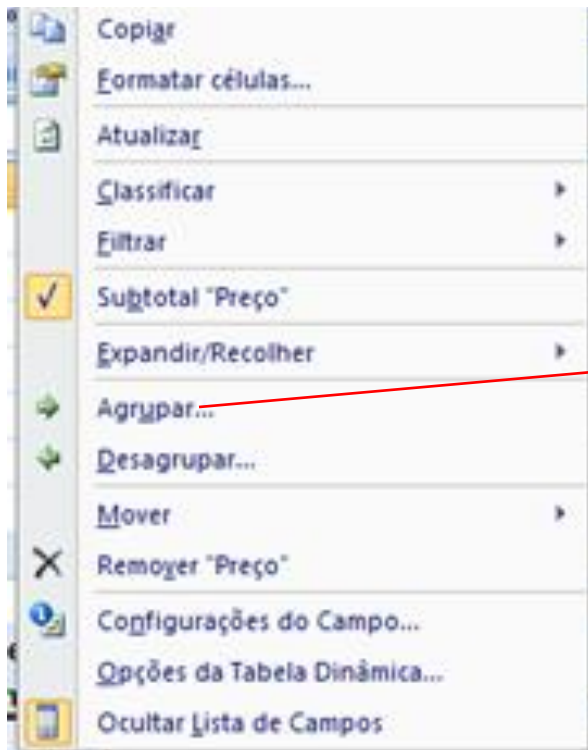 Copiar
Formatar células...
Atualizar
Classificar
Filtrar
Subtotal "Preço"
Expandir/Recolher
Agrupar...
Desagrupar...
Mover
Remover "Preço"
Configurações do Campo...
Opções da Tabela Dinâmica...
Ocultar Lista de Campos